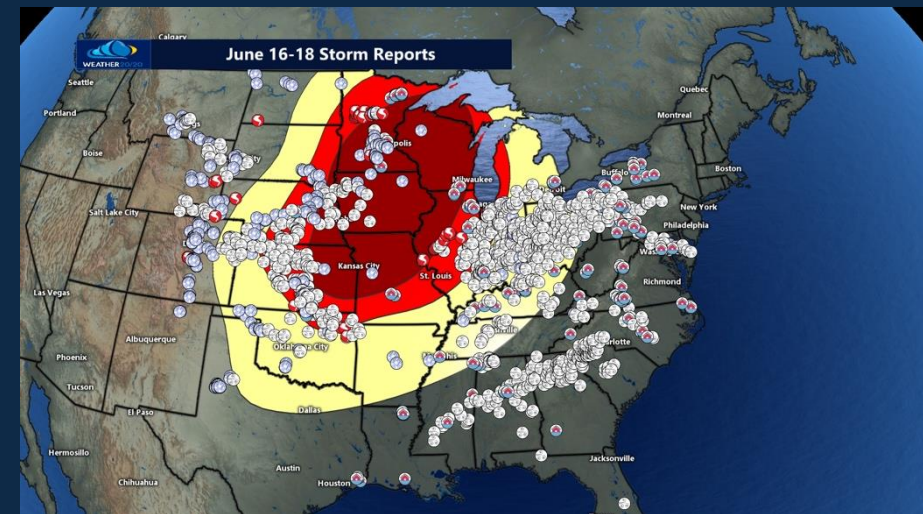 Calgary
WEATHER20/20
June 16-18 Storm Reports
Seattle
Quebec
Portland
Montreal
Boise
Milwaukee
Buffalo
Boston
Salt Lake City
New York
Philadelphia
Kansas City
St. Louis
Richmond
Las Vegas
Albuquerque
Oklahoma City
Phoenix
Tucson
Dallas
El Paso
Hermosillo
Austin
Jacksonville
Chihuahua
Houston